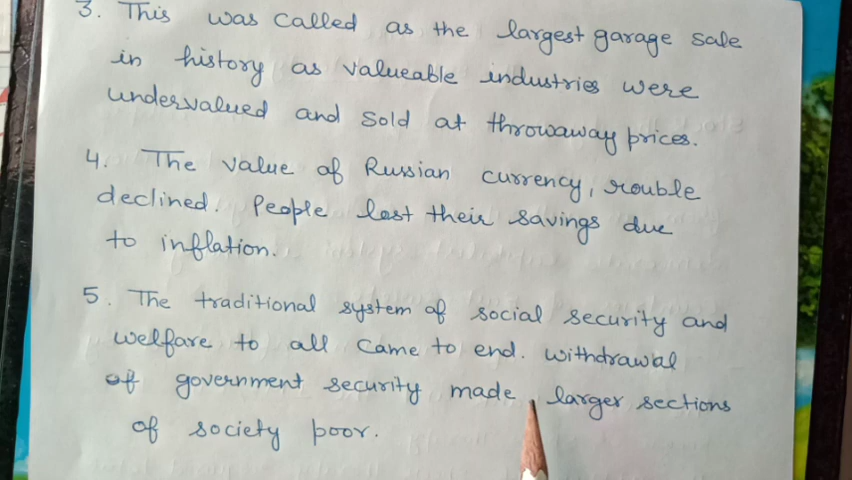 3. This was called as the largest garage sale
in history as valueable industries were
undervalued and sold at throwaway prices.
4. The value of Russian currency, rouble
declined. People lost their savings due
to inflation.
5. The traditional system of social security and
welfare to all came to end. withdrawal
of government security made larger sections
of society poor.